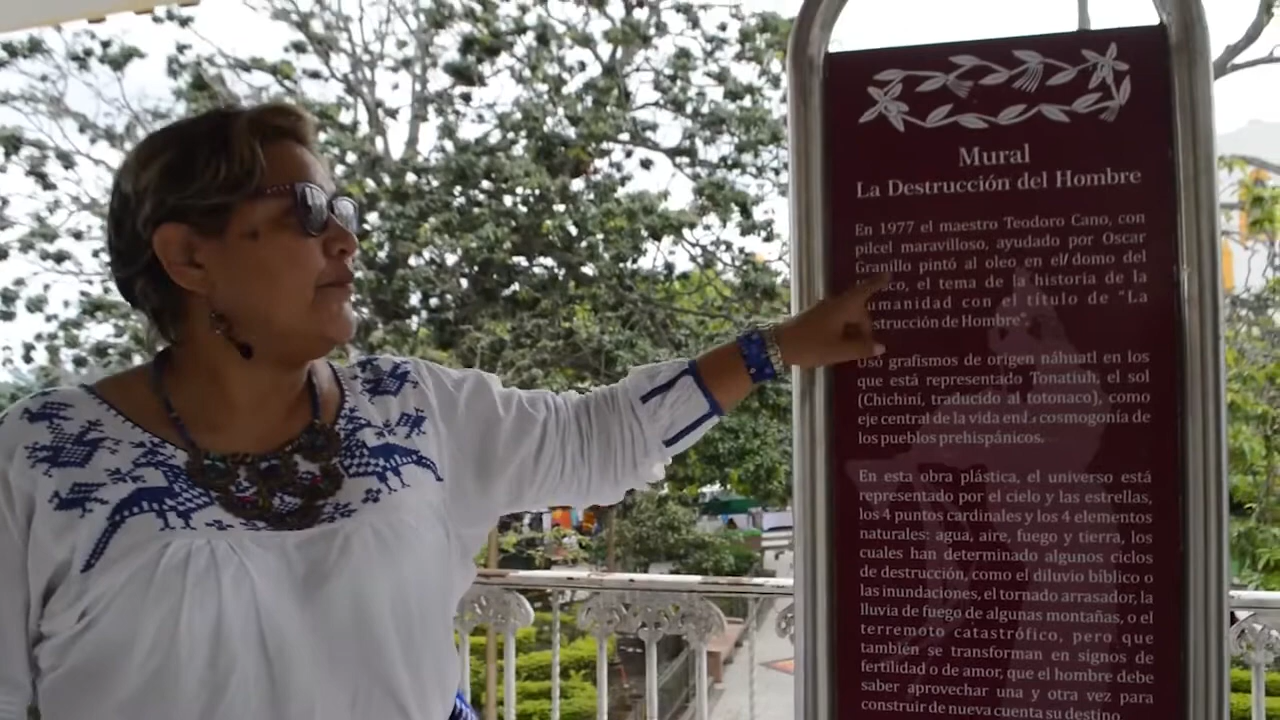 Mural
La Destrucción del Hombre
En 1977 el maestro Teodoro Cano, con
pilcel maravilloso, ayudado por Oscar
Granillo pintó al oleo en el domo del
el tema de la historia de la
umanidad con el título de "La
strucción de Hombre".
Usó grafismos de origen náhuatl en los
que está representado Tonatiuh, el sol
(Chichiní, traducido al totonaco), como
eje central de la vida en la cosmogonía de
los pueblos prehispánicos.
En esta obra plástica, el universo está
representado por el cielo y las estrellas,
los 4 puntos cardinales y los 4 elementos
naturales: agua, aire, fuego y tierra, los
cuales han determinado algunos ciclos
de destrucción, como el diluvio bíblico o
las inundaciones, el tornado arrasador, la
lluvia de fuego de algunas montañas, o el
terremoto catastrófico, pero que
también se transforman en signos de
fertilidad o de amor, que el hombre debe
saber aprovechar una y otra vez para
construir de nueva cuenta su destino